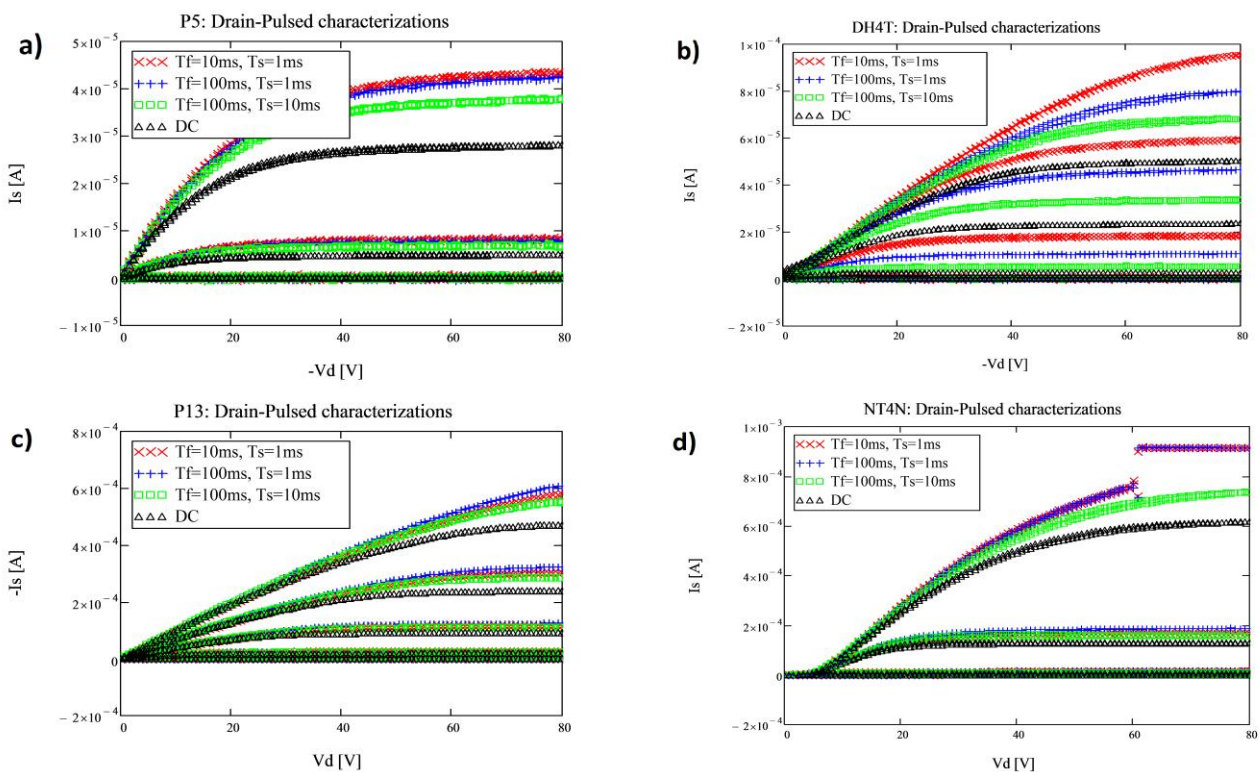 a)
P5: Drain-Pulsed characterizations
5×10⁻⁵
4×10⁻⁵
3×10⁻⁵
2×10⁻⁵
1×10⁻⁵
0
− 1×10⁻⁵
Is [A]
Tf=10ms, Ts=1ms
Tf=100ms, Ts=1ms
Tf=100ms, Ts=10ms
DC
0 20 40 60 80
-Vd [V]
b)
DH4T: Drain-Pulsed characterizations
1×10⁻⁴
8×10⁻⁵
6×10⁻⁵
4×10⁻⁵
2×10⁻⁵
0
− 2×10⁻⁵
Is [A]
Tf=10ms, Ts=1ms
Tf=100ms, Ts=1ms
Tf=100ms, Ts=10ms
DC
0 20 40 60 80
-Vd [V]
c)
P13: Drain-Pulsed characterizations
8×10⁻⁴
6×10⁻⁴
4×10⁻⁴
2×10⁻⁴
0
− 2×10⁻⁴
-Is [A]
Tf=10ms, Ts=1ms
Tf=100ms, Ts=1ms
Tf=100ms, Ts=10ms
DC
0 20 40 60 80
Vd [V]
d)
NT4N: Drain-Pulsed characterizations
1×10⁻³
8×10⁻⁴
6×10⁻⁴
4×10⁻⁴
2×10⁻⁴
0
− 2×10⁻⁴
Is [A]
Tf=10ms, Ts=1ms
Tf=100ms, Ts=1ms
Tf=100ms, Ts=10ms
DC
0 20 40 60 80
Vd [V]